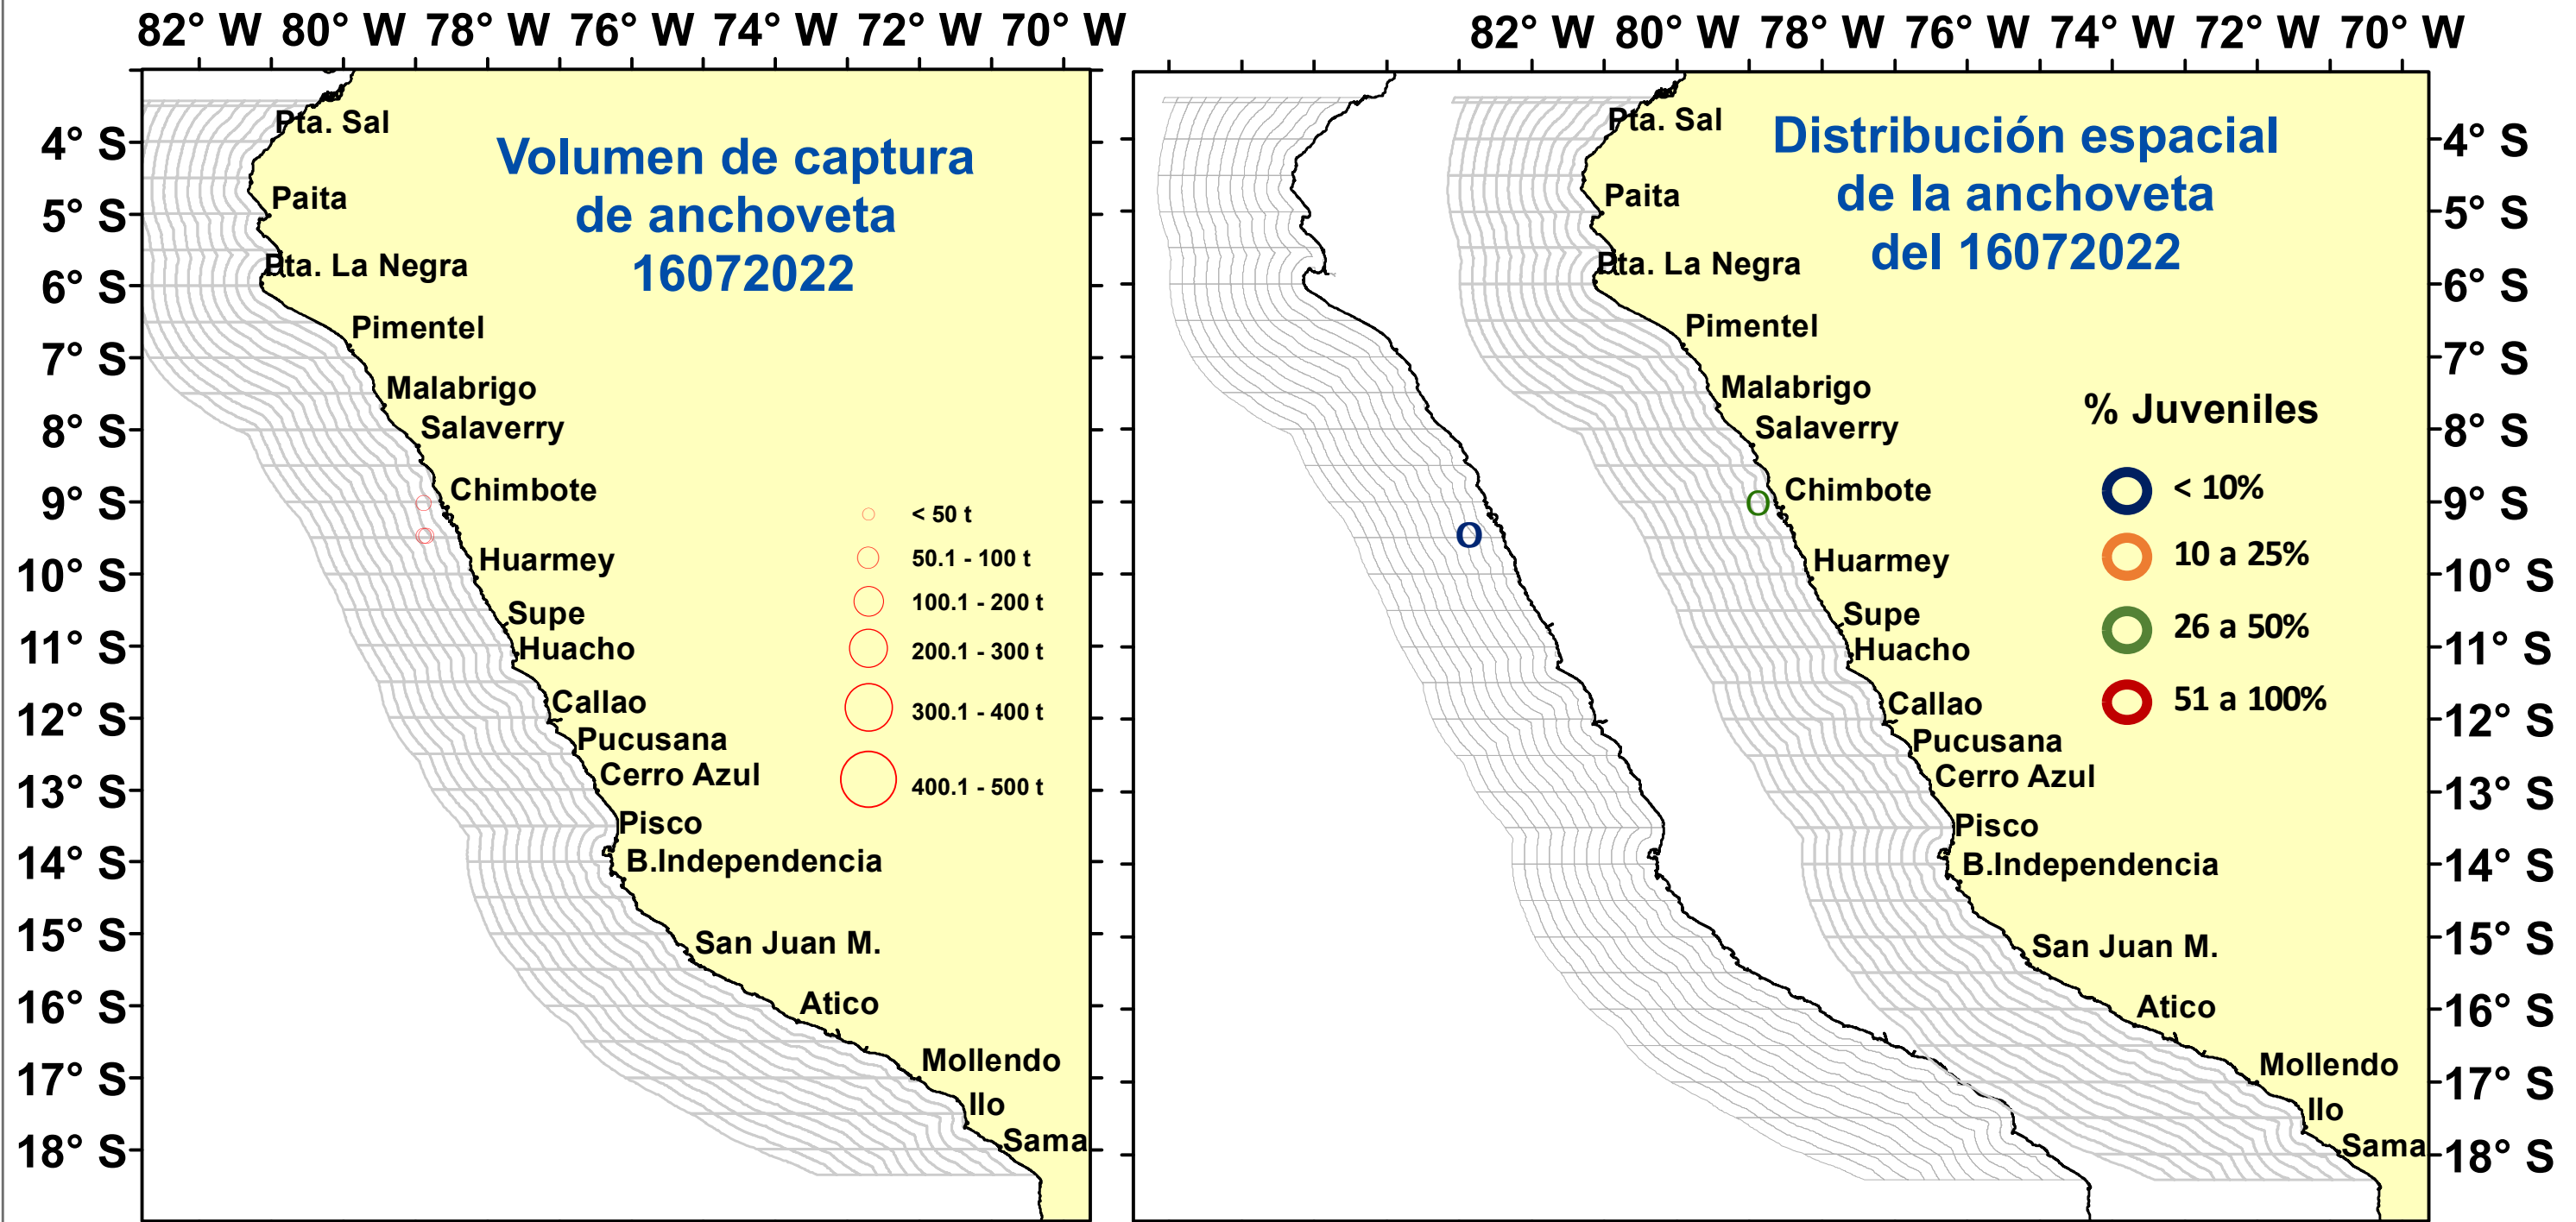 82° W 80° W 78° W 76° W 74° W 72° W 70° W
Volumen de captura
de anchoveta
16072022
4° S
5° S
6° S
7° S
8° S
9° S
10° S
11° S
12° S
13° S
14° S
15° S
16° S
17° S
18° S
Pta. Sal
Paita
Pta. La Negra
Pimentel
Malabrigo
Salaverry
Chimbote
Huarmey
Supe
Huacho
Callao
Pucusana
Cerro Azul
Pisco
B.Independencia
San Juan M.
Atico
Mollendo
Ilo
Sama
< 50 t
50.1 - 100 t
100.1 - 200 t
200.1 - 300 t
300.1 - 400 t
400.1 - 500 t
82° W 80° W 78° W 76° W 74° W 72° W 70° W
Distribución espacial
de la anchoveta
del 16072022
Pta. Sal
Paita
Pta. La Negra
Pimentel
Malabrigo
Salaverry
Chimbote
Huarmey
Supe
Huacho
Callao
Pucusana
Cerro Azul
Pisco
B.Independencia
San Juan M.
Atico
Mollendo
Ilo
Sama
% Juveniles
< 10%
10 a 25%
26 a 50%
51 a 100%
4° S
5° S
6° S
7° S
8° S
9° S
10° S
11° S
12° S
13° S
14° S
15° S
16° S
17° S
18° S